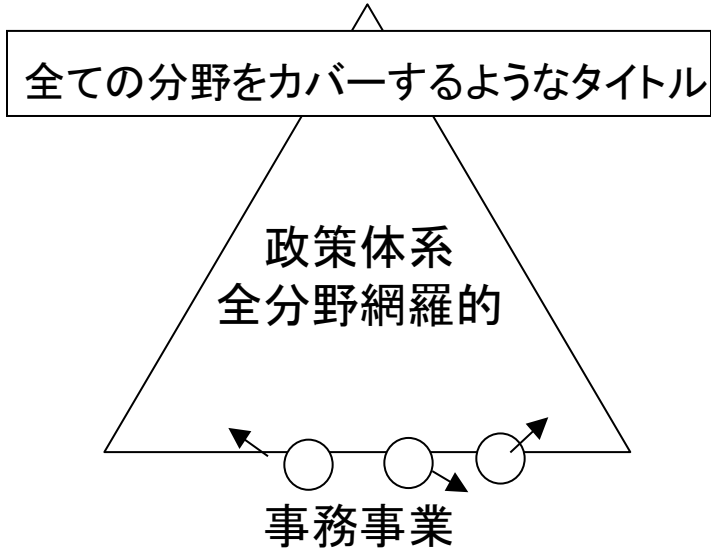 全ての分野をカバーするようなタイトル
政策体系
全分野網羅的
事務事業